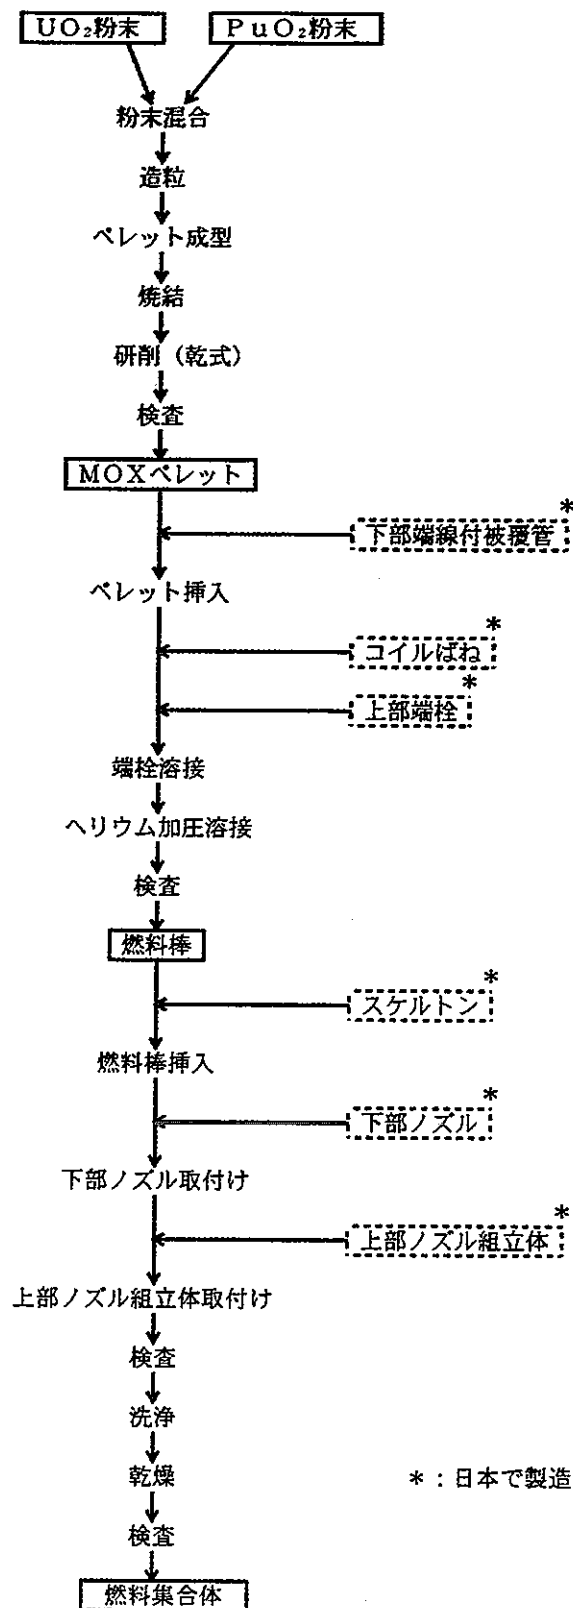 UO₂粉末
PuO₂粉末
粉末混合
造粒
ペレット成型
焼結
研削（乾式）
検査
MOXペレット
*
下部端線付被覆管
ペレット挿入
*
コイルばね
*
上部端栓
端栓溶接
ヘリウム加圧溶接
検査
燃料棒
*
スケルトン
燃料棒挿入
*
下部ノズル
下部ノズル取付け
*
上部ノズル組立体
上部ノズル組立体取付け
検査
洗浄
乾燥
*：日本で製造
検査
燃料集合体